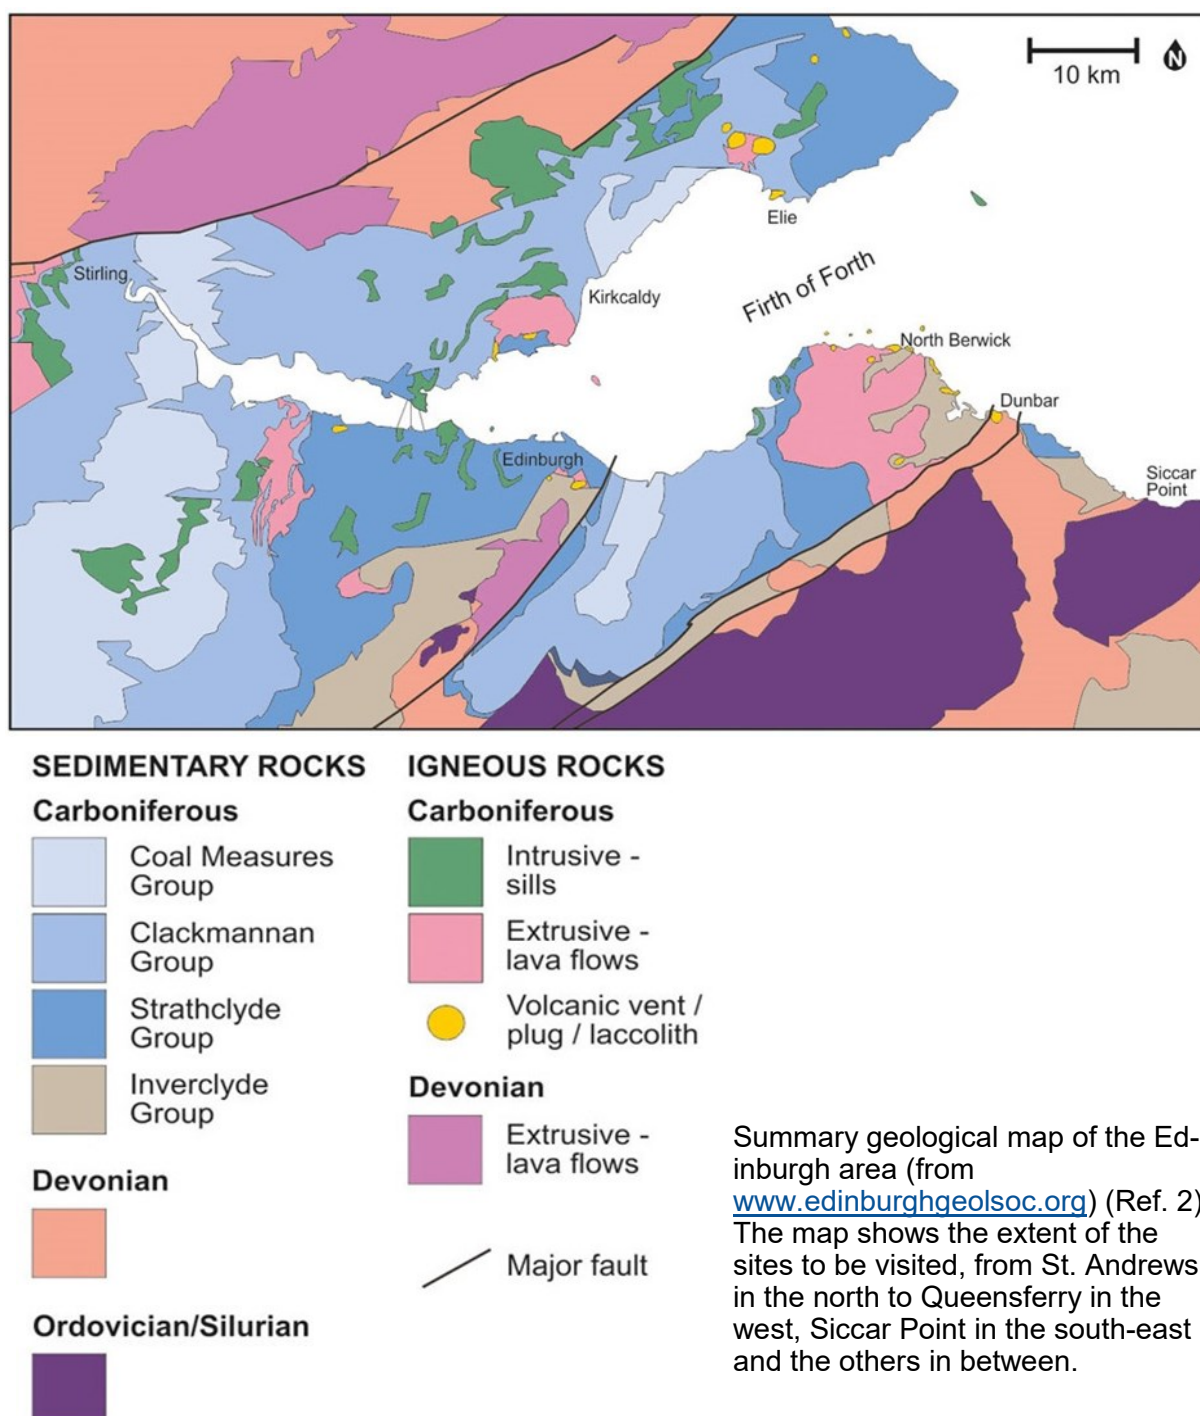 10 km
N
Elie
Stirling
Firth of Forth
Kirkcaldy
North Berwick
Dunbar
Edinburgh
Siccar
Point
SEDIMENTARY ROCKS
Carboniferous
Coal Measures
Group
Clackmannan
Group
Strathclyde
Group
Inverclyde
Group
Devonian
Ordovician/Silurian
IGNEOUS ROCKS
Carboniferous
Intrusive -
sills
Extrusive -
lava flows
Volcanic vent /
plug / laccolith
Devonian
Extrusive -
lava flows
Major fault
Summary geological map of the Ed-
inburgh area (from
www.edinburghgeolsoc.org) (Ref. 2)
The map shows the extent of the
sites to be visited, from St. Andrews
in the north to Queensferry in the
west, Siccar Point in the south-east
and the others in between.